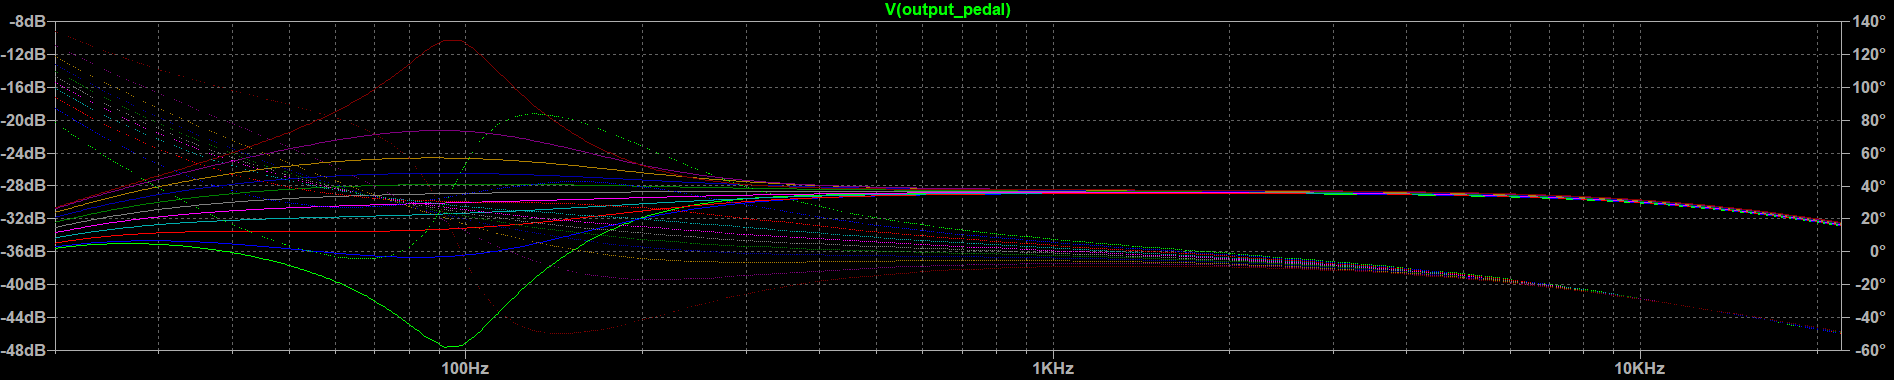 V(output_pedal)
-8dB 140°
-12dB 120°
-16dB 100°
-20dB 80°
-24dB 60°
-28dB 40°
-32dB 20°
-36dB 0°
-40dB -20°
-44dB -40°
-48dB -60°
100Hz 1KHz 10KHz